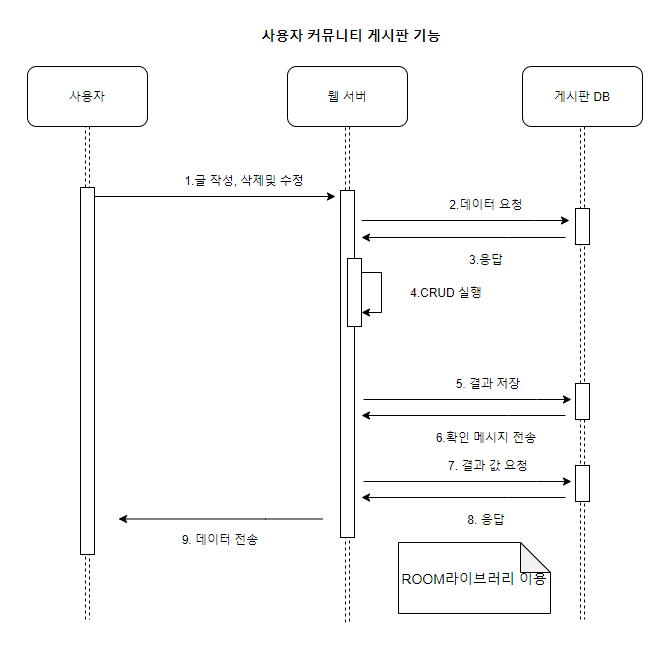 사용자 커뮤니티 게시판 기능
사용자
웹 서버
게시판 DB
1.글 작성, 삭제및 수정
2.데이터 요청
3.응답
4.CRUD 실행
5. 결과 저장
6.확인 메시지 전송
7. 결과 값 요청
8. 응답
9. 데이터 전송
ROOM라이브러리 이용